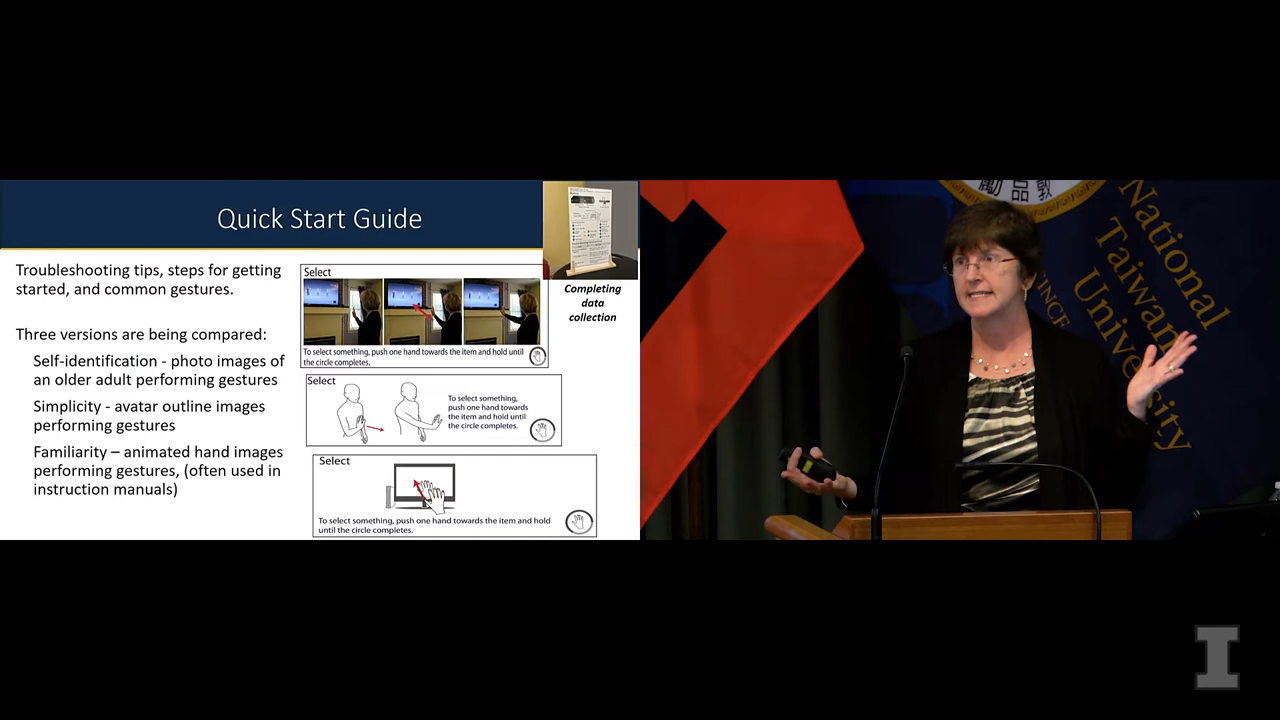 Quick Start Guide
Troubleshooting tips, steps for getting
started, and common gestures.
Three versions are being compared:
Self-identification - photo images of
an older adult performing gestures
Simplicity - avatar outline images
performing gestures
Familiarity – animated hand images
performing gestures, (often used in
instruction manuals)
Select
To select something, push one hand towards the item and hold until
the circle completes.
Select
To select something,
push one hand towards
the item and hold until
the circle completes.
Select
To select something, push one hand towards the item and hold
until the circle completes.
Completing
data
collection
勵品敦
National
Taiwan
University
I